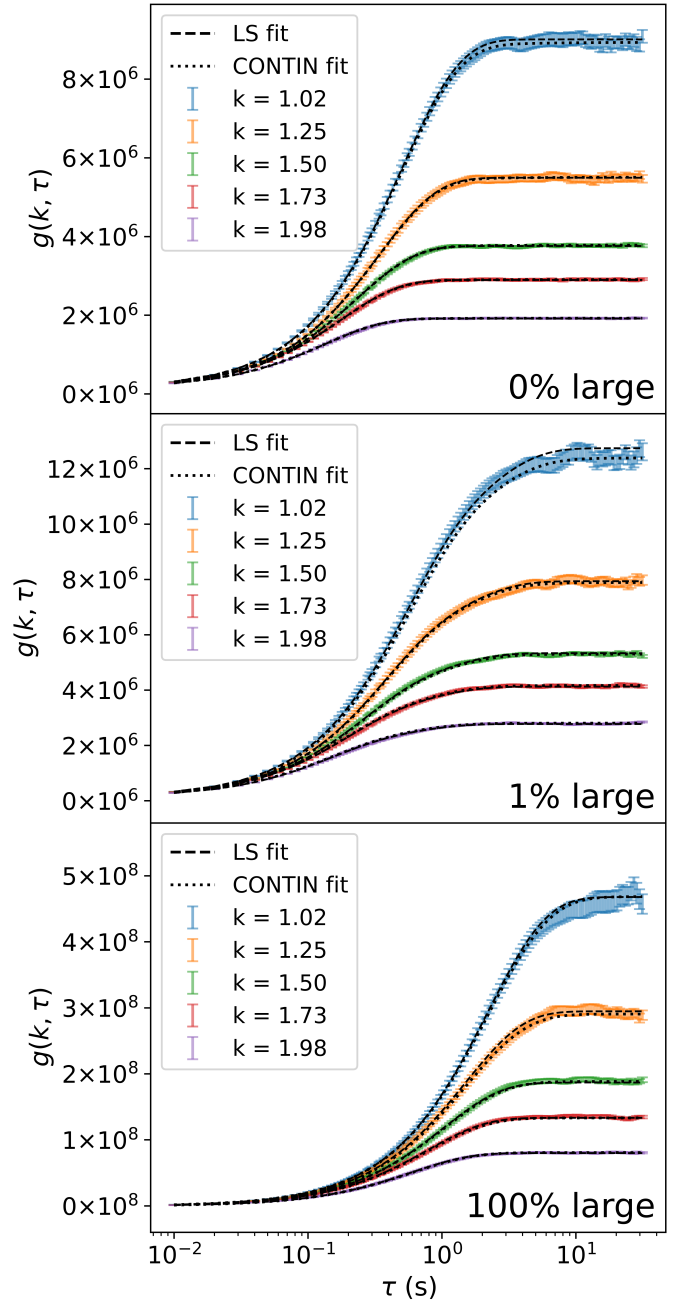 LS fit
CONTIN fit
k = 1.02
k = 1.25
k = 1.50
k = 1.73
k = 1.98
8×10⁶
6×10⁶
4×10⁶
2×10⁶
0×10⁶
g(k, τ)
0% large
LS fit
CONTIN fit
k = 1.02
k = 1.25
k = 1.50
k = 1.73
k = 1.98
12×10⁶
10×10⁶
8×10⁶
6×10⁶
4×10⁶
2×10⁶
0×10⁶
g(k, τ)
1% large
LS fit
CONTIN fit
k = 1.02
k = 1.25
k = 1.50
k = 1.73
k = 1.98
5×10⁸
4×10⁸
3×10⁸
2×10⁸
1×10⁸
0×10⁸
g(k, τ)
100% large
10⁻² 10⁻¹ 10⁰ 10¹
τ (s)